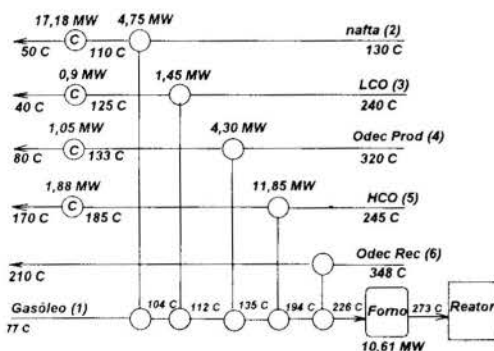 17,18 MW 4,75 MW nafta (2)
50 C C 110 C 130 C
0,9 MW 1,45 MW LCO (3)
40 C C 125 C 240 C
1,05 MW 4,30 MW Odec Prod (4)
80 C C 133 C 320 C
1,88 MW 11,85 MW HCO (5)
170 C C 185 C 245 C
Odec Rec (6)
210 C 348 C
Gasóleo (1) 104 C 112 C 135 C 194 C 226 C Forno 273 C Reator
77 C
10.61 MW